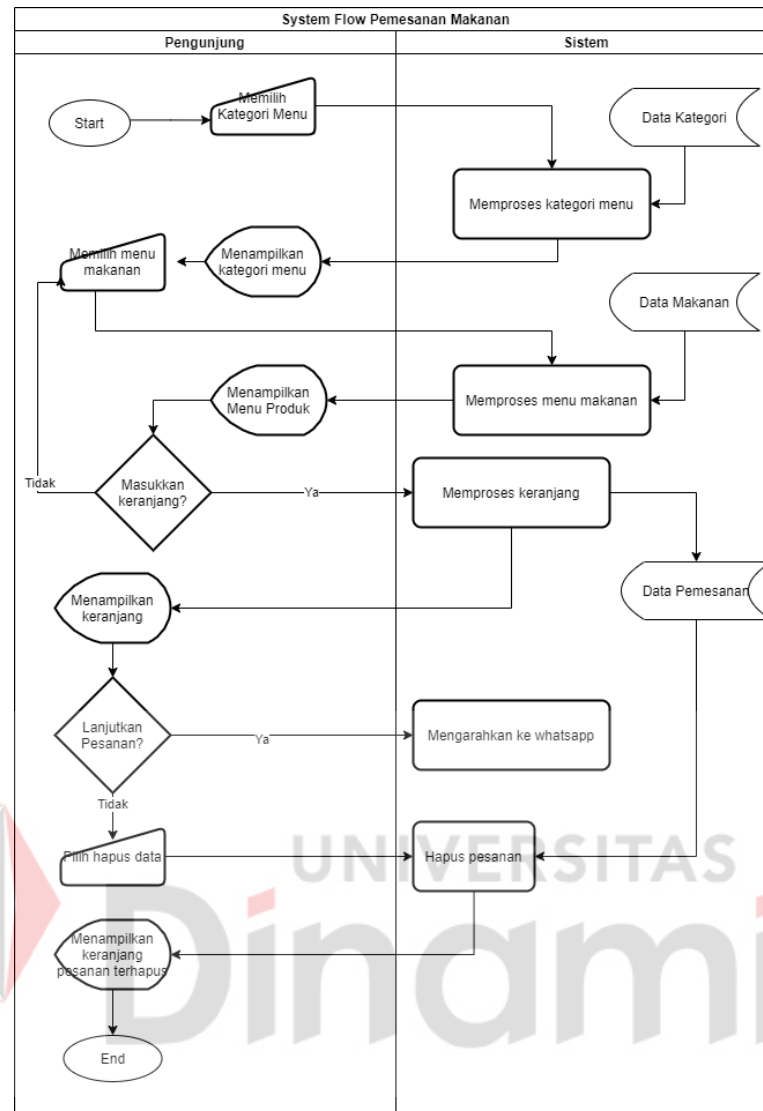 System Flow Pemesanan Makanan
Pengunjung
Sistem
Start
Memilih
Kategori Menu
Data Kategori
Memproses kategori menu
Menampilkan
kategori menu
Memilih menu
makanan
Data Makanan
Memproses menu makanan
Menampilkan
Menu Produk
Masukkan
keranjang?
Tidak
Ya
Memproses keranjang
Data Pemesanan
Menampilkan
keranjang
Lanjutkan
Pesanan?
Ya
Mengarahkan ke whatsapp
Tidak
Pilih hapus data
Hapus pesanan
Menampilkan
keranjang
pesanan terhapus
End
UNIVERSITAS
Dinami